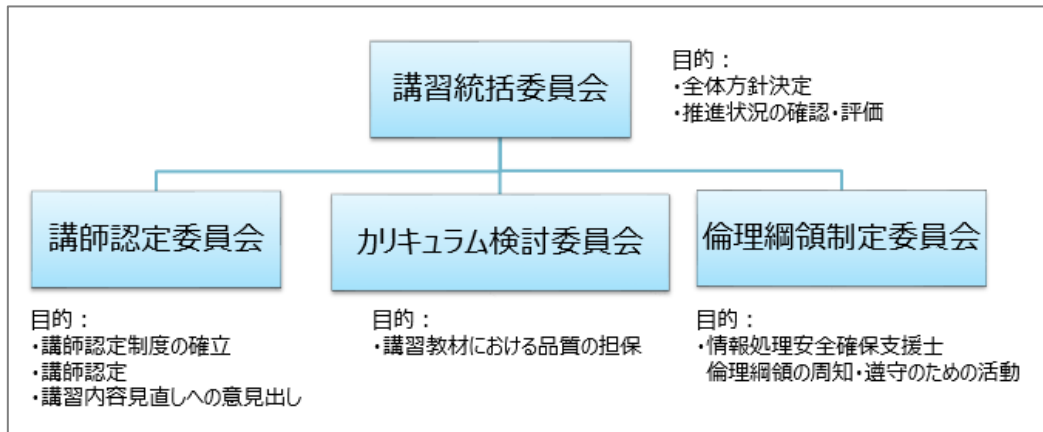 講習統括委員会
目的:
・全体方針決定
・推進状況の確認・評価
講師認定委員会
目的:
・講師認定制度の確立
・講師認定
・講習内容見直しへの意見出し
カリキュラム検討委員会
目的:
・講習教材における品質の担保
倫理綱領制定委員会
目的:
・情報処理安全確保支援士
倫理綱領の周知・遵守のための活動